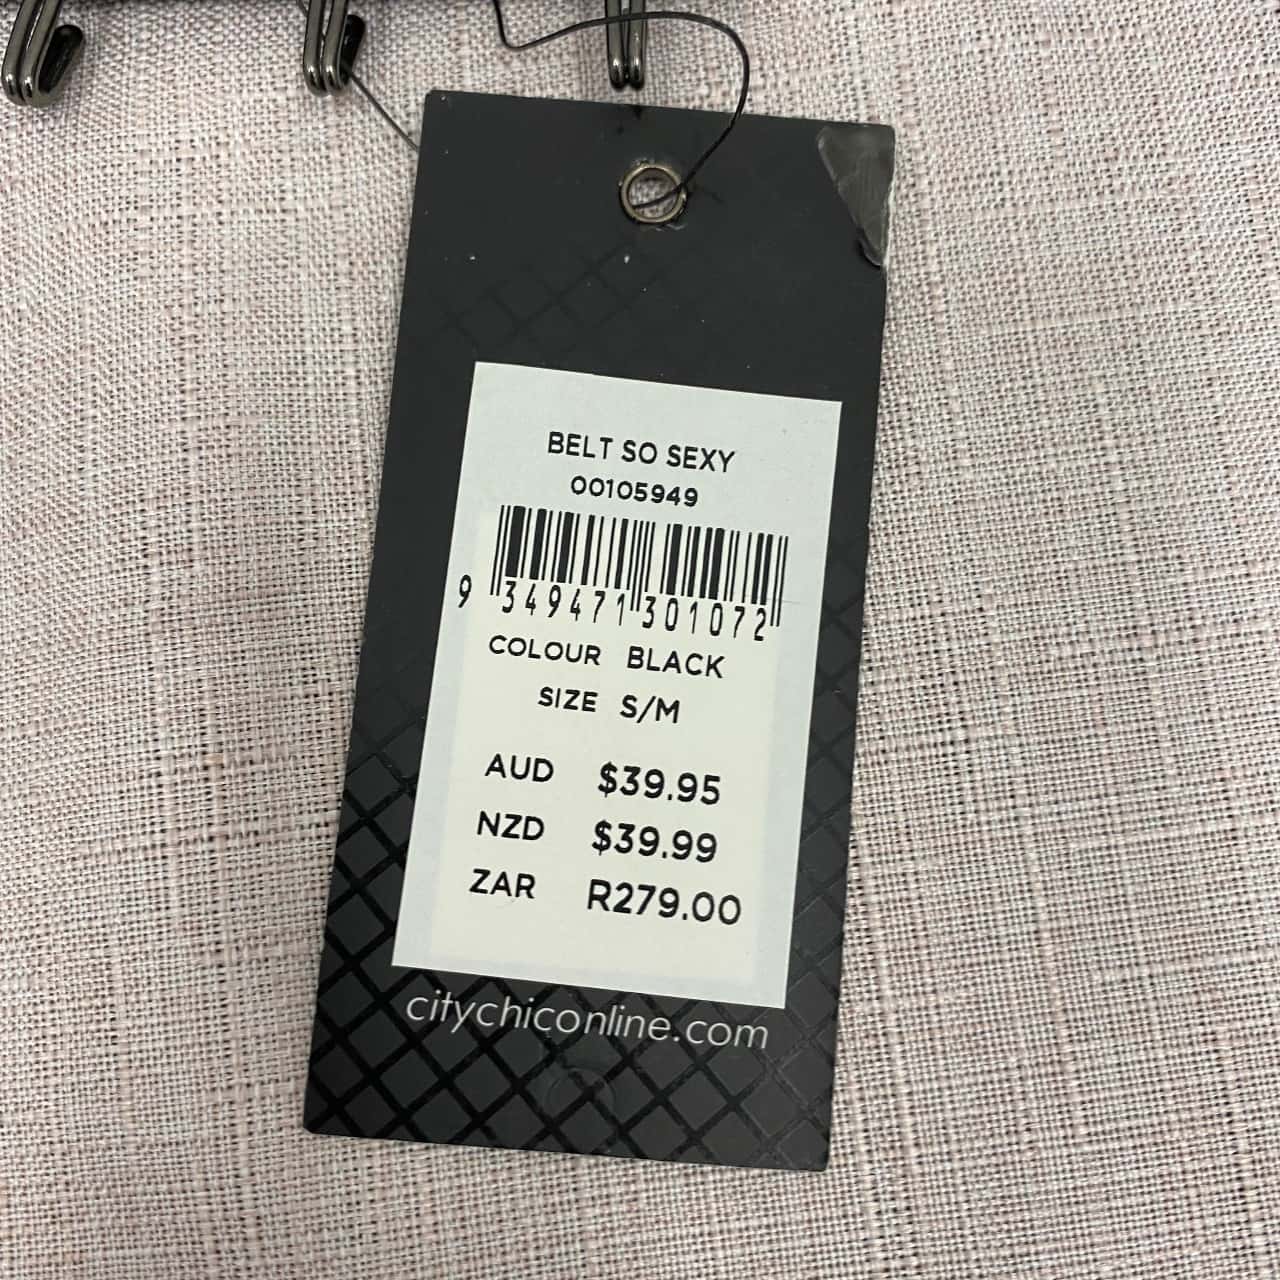 BELT SO SEXY
00105949
9 349471 301072
COLOUR BLACK
SIZE S/M
AUD $39.95
NZD $39.99
ZAR R279.00
citychiconline.com